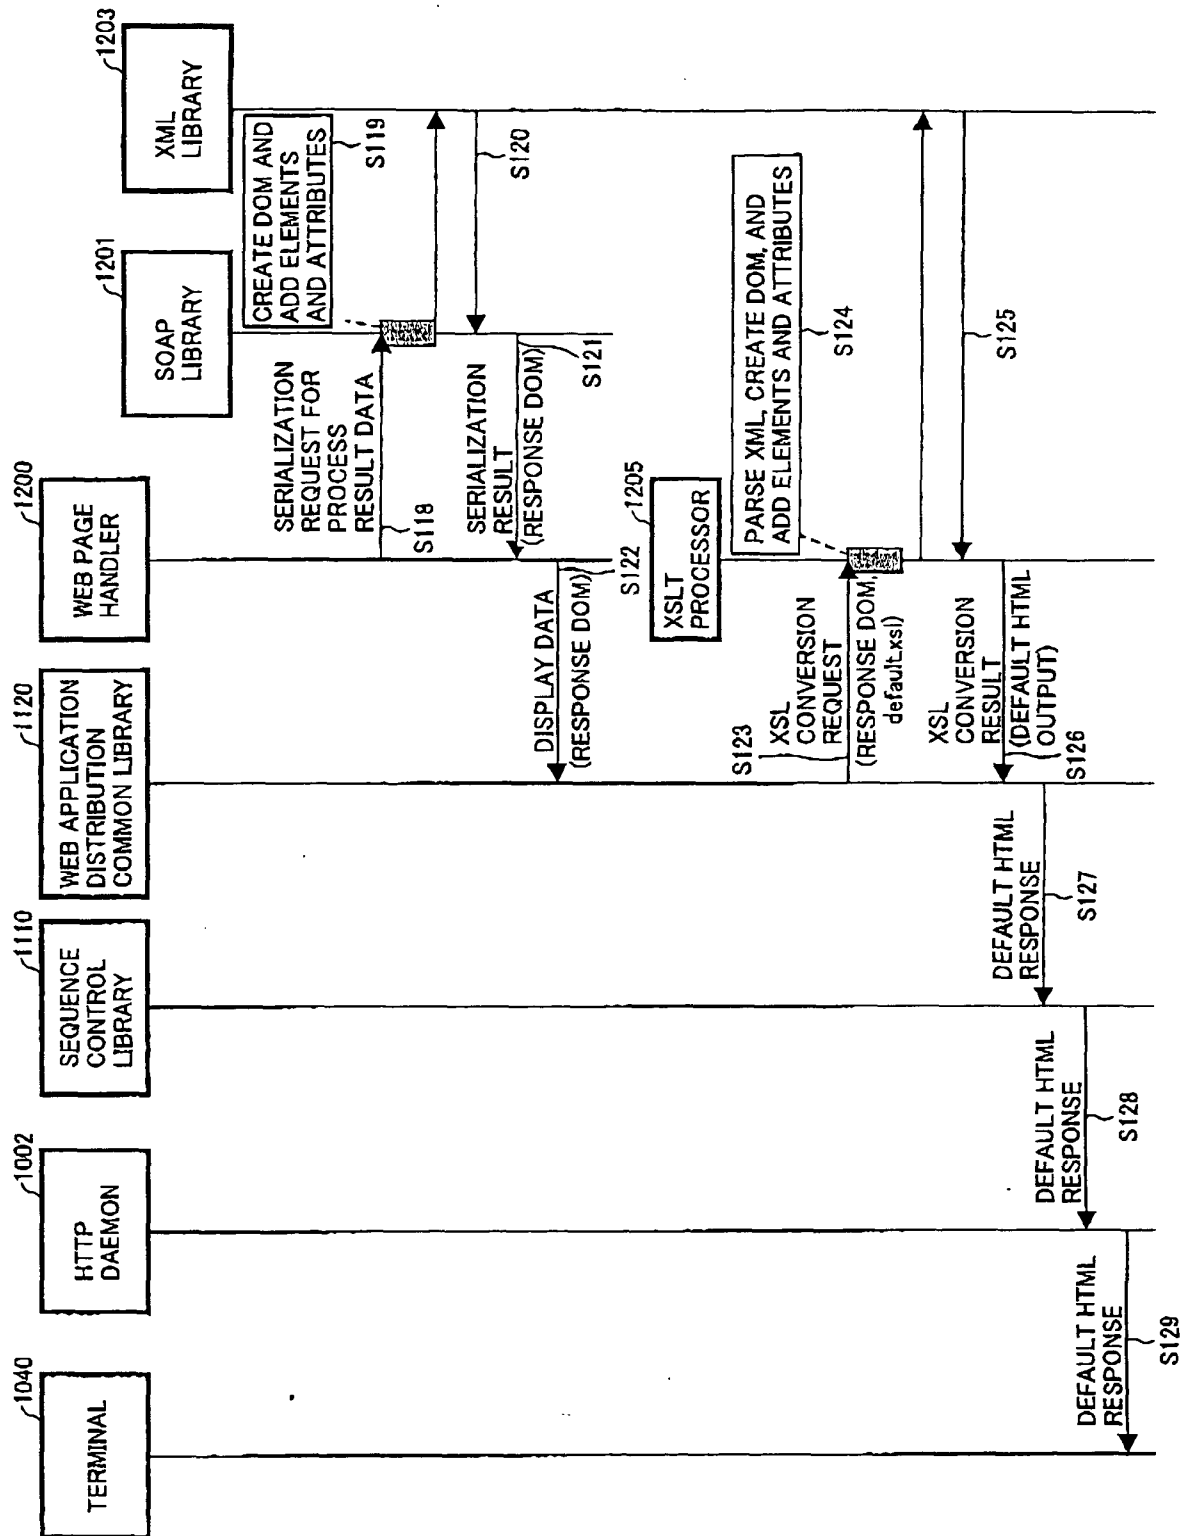 1040
TERMINAL
1002
HTTP
DAEMON
1110
SEQUENCE
CONTROL
LIBRARY
1120
WEB APPLICATION
DISTRIBUTION
COMMON LIBRARY
1200
WEB PAGE
HANDLER
1201
SOAP
LIBRARY
1203
XML
LIBRARY
SERIALIZATION
REQUEST FOR
PROCESS
RESULT DATA
S118
CREATE DOM AND
ADD ELEMENTS
AND ATTRIBUTES
S119
S120
SERIALIZATION
RESULT
(RESPONSE DOM)
S121
DISPLAY DATA
(RESPONSE DOM)
S122
1205
XSLT
PROCESSOR
S123
XSL
CONVERSION
REQUEST
(RESPONSE DOM,
default.xsl)
PARSE XML, CREATE DOM, AND
ADD ELEMENTS AND ATTRIBUTES
S124
S125
XSL
CONVERSION
RESULT
(DEFAULT HTML
OUTPUT)
S126
DEFAULT HTML
RESPONSE
S127
DEFAULT HTML
RESPONSE
S128
DEFAULT HTML
RESPONSE
S129